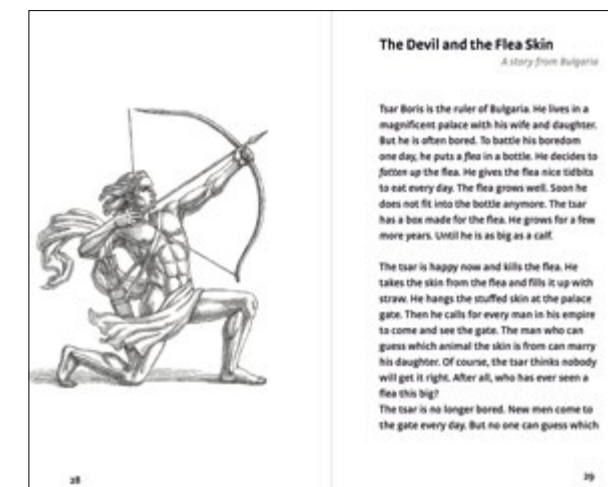 The Devil and the Flea Skin
A story from Bulgaria
Tsar Boris is the ruler of Bulgaria. He lives in a
magnificent palace with his wife and daughter.
But he is often bored. To battle his boredom
one day, he puts a flea in a bottle. He decides to
fatten up the flea. He gives the flea nice tidbits
to eat every day. The flea grows well. Soon he
does not fit into the bottle anymore. The tsar
has a box made for the flea. He grows for a few
more years. Until he is as big as a calf.
The tsar is happy now and kills the flea. He
takes the skin from the flea and fills it up with
straw. He hangs the stuffed skin at the palace
gate. Then he calls for every man in his empire
to come and see the gate. The man who can
guess which animal the skin is from can marry
his daughter. Of course, the tsar thinks nobody
will get it right. After all, who has ever seen a
flea this big?
The tsar is no longer bored. New men come to
the gate every day. But no one can guess which
28
29